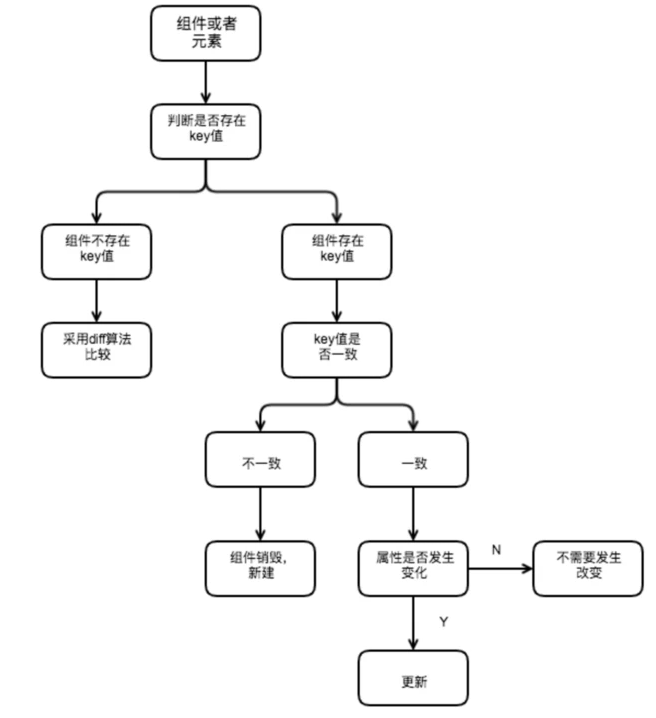 组件或者
元素
判断是否存在
key值
组件不存在
key值
组件存在
key值
采用diff算法
比较
key值是
否一致
不一致
一致
组件销毁,
新建
属性是否发生
变化
N
不需要发生
改变
Y
更新